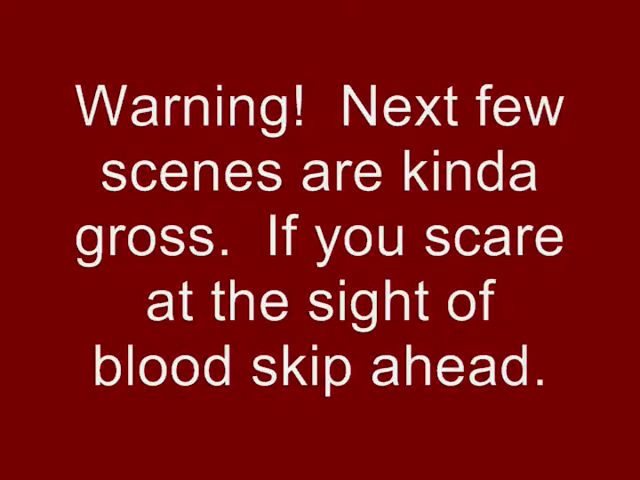 Warning!  Next few
scenes are kinda
gross.  If you scare
at the sight of
blood skip ahead.